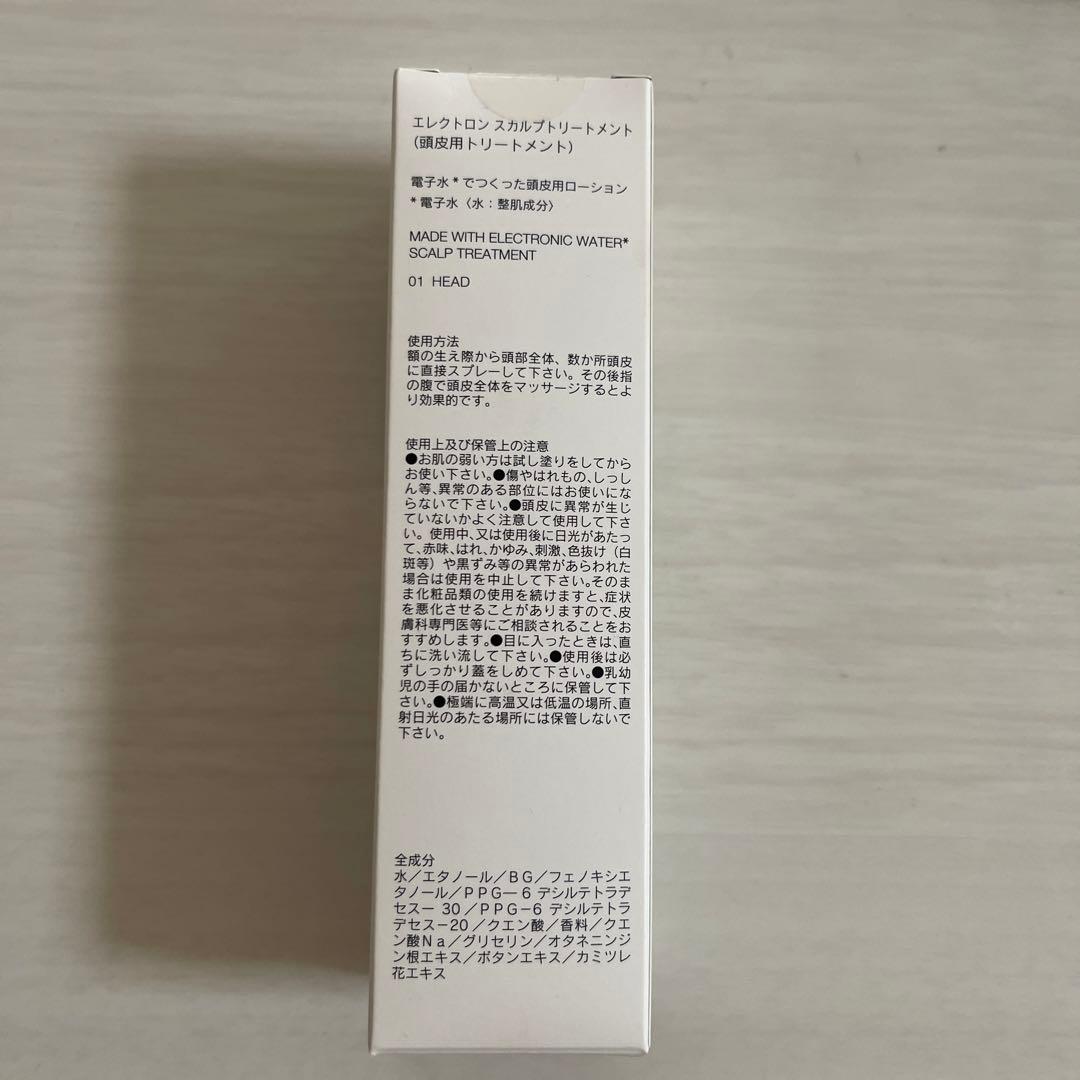 エレクトロン スカルプトリートメント
（頭皮用トリートメント）
電子水*でつくった頭皮用ローション
*電子水〈水：整肌成分〉
MADE WITH ELECTRONIC WATER*
SCALP TREATMENT
01 HEAD
使用方法
額の生え際から頭部全体、数か所頭皮
に直接スプレーして下さい。その後指
の腹で頭皮全体をマッサージするとよ
り効果的です。
使用上及び保管上の注意
●お肌の弱い方は試し塗りをしてから
お使い下さい。●傷やはれもの、しっし
ん等、異常のある部位にはお使いにな
らないで下さい。●頭皮に異常が生じ
ていないかよく注意して使用して下さ
い。使用中、又は使用後に日光があたっ
て、赤味、はれ、かゆみ、刺激、色抜け（白
斑等）や黒ずみ等の異常があらわれた
場合は使用を中止して下さい。そのま
ま化粧品類の使用を続けますと、症状
を悪化させることがありますので、皮
膚科専門医等にご相談されることをお
すすめします。●目に入ったときは、直
ちに洗い流して下さい。●使用後は必
ずしっかり蓋をしめて下さい。●乳幼
児の手の届かないところに保管して下
さい。●極端に高温又は低温の場所、直
射日光のあたる場所には保管しないで
下さい。
全成分
水／エタノール／ＢＧ／フェノキシエ
タノール／ＰＰＧ―６ デシルテトラデ
セスー 30／ＰＰＧ−6 デシルテトラ
デセス−20／クエン酸／香料／クエ
ン酸Ｎａ／グリセリン／オタネニンジ
ン根エキス／ボタンエキス／カミツレ
花エキス